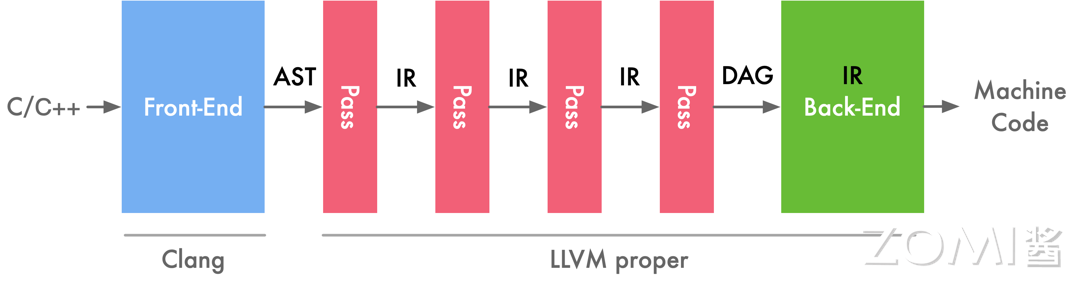 C/C++
Front-End
AST
Pass
IR
Pass
IR
Pass
IR
Pass
DAG
IR
Back-End
Machine
Code
Clang
LLVM proper
ZOMI酱